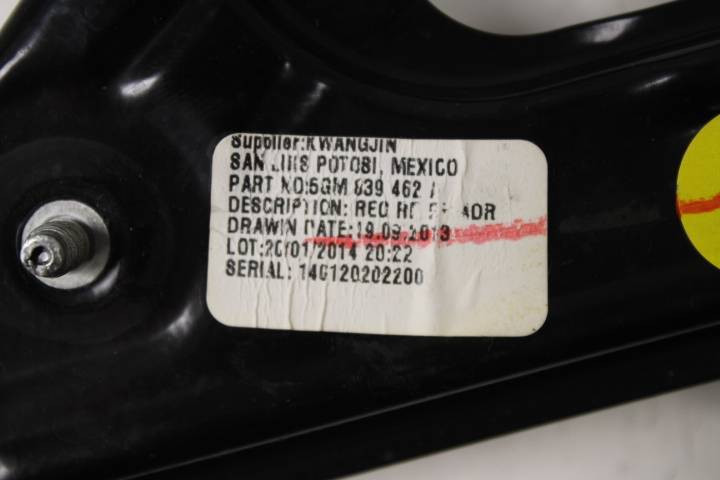 Supplier:KWANGJIN
SAN LUIS POTOSI, MEXICO
PART NO:5GM 839 462
DESCRIPTION: REG 4DR
DRAWIN DATE:19.09.2013
LOT:20/01/2014 20:22
SERIAL: 140120202200